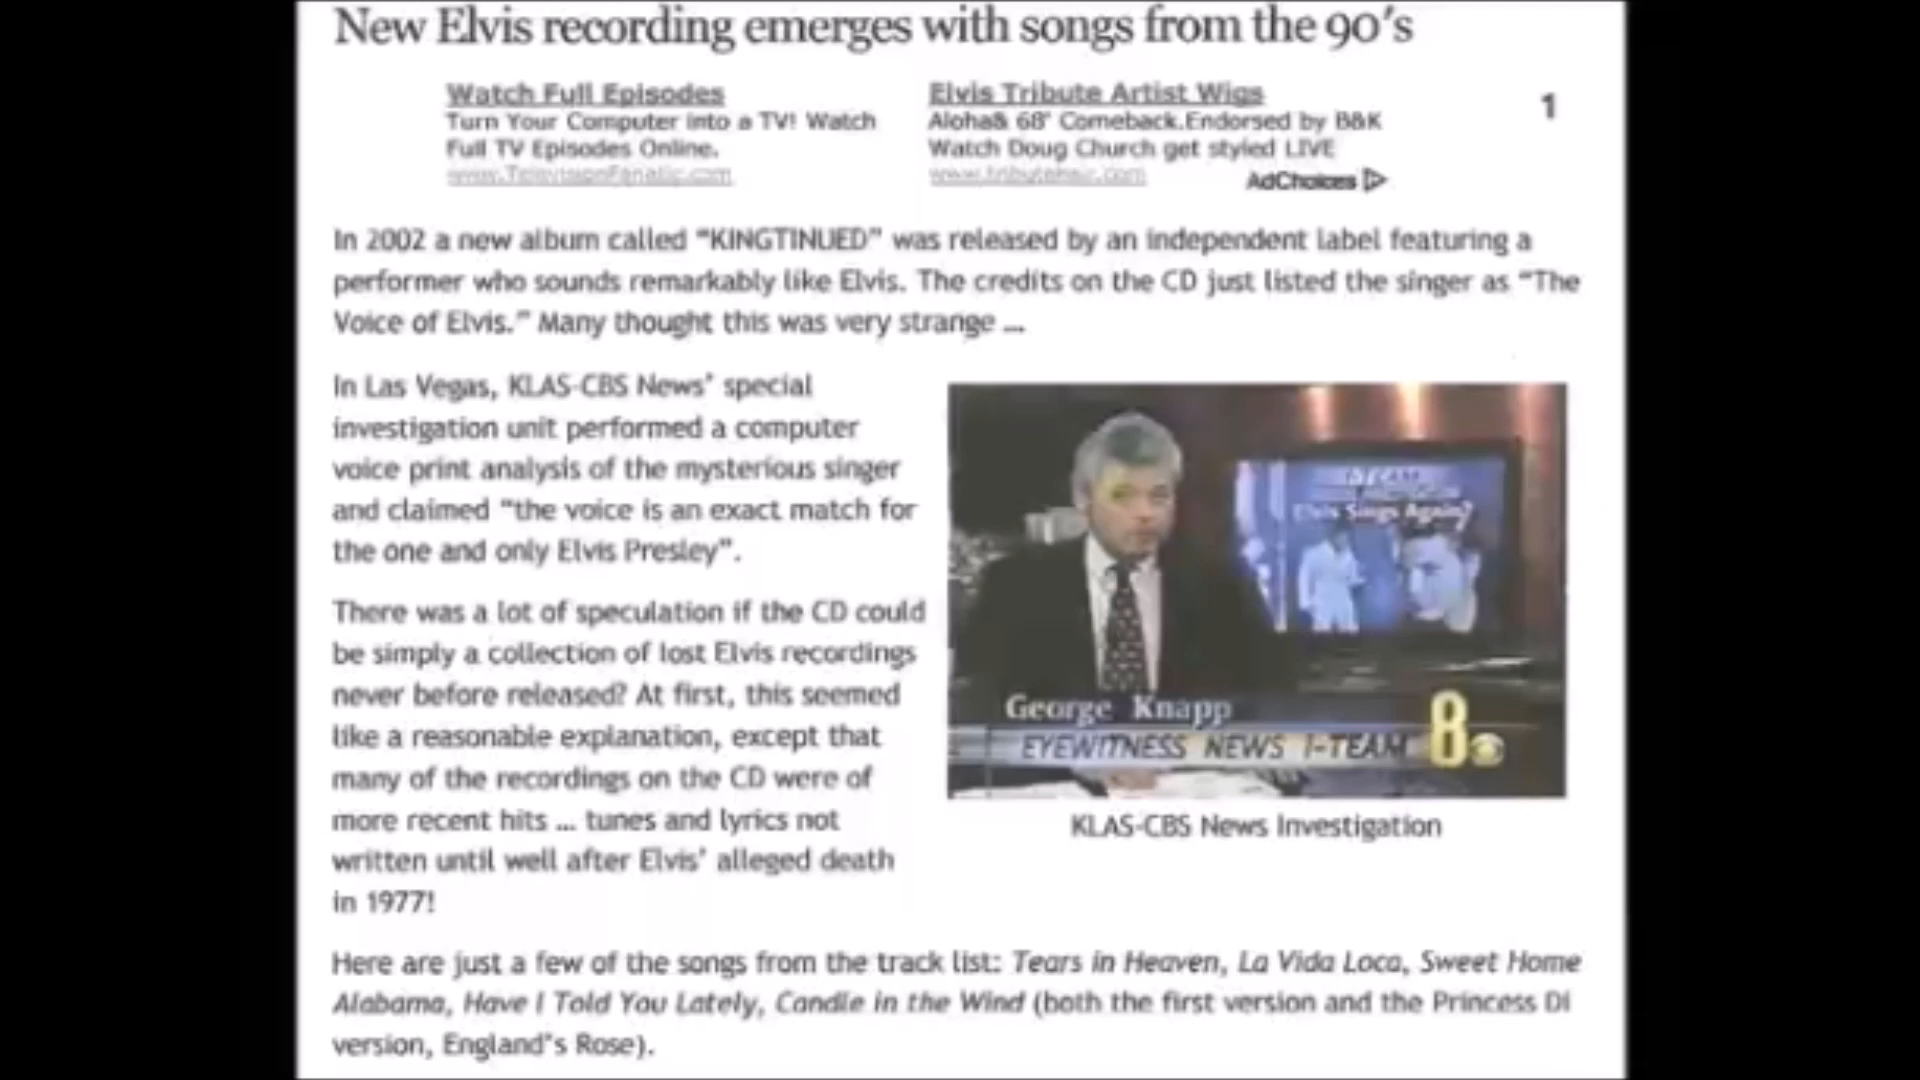 New Elvis recording emerges with songs from the 90's
Watch Full Episodes
Turn Your Computer into a TV! Watch
Full TV Episodes Online.
www.TelevisionFanatic.com
Elvis Tribute Artist Wigs
Aloha& 68' Comeback.Endorsed by B&K
Watch Doug Church get styled LIVE
www.tributehair.com
AdChoices
1
In 2002 a new album called “KINGTINUED” was released by an independent label featuring a
performer who sounds remarkably like Elvis. The credits on the CD just listed the singer as “The
Voice of Elvis.” Many thought this was very strange ...
In Las Vegas, KLAS-CBS News’ special
investigation unit performed a computer
voice print analysis of the mysterious singer
and claimed “the voice is an exact match for
the one and only Elvis Presley”.
There was a lot of speculation if the CD could
be simply a collection of lost Elvis recordings
never before released? At first, this seemed
like a reasonable explanation, except that
many of the recordings on the CD were of
more recent hits ... tunes and lyrics not
written until well after Elvis’ alleged death
in 1977!
Elvis Sings Again?
George Knapp
EYEWITNESS NEWS I-TEAM 8
KLAS-CBS News Investigation
Here are just a few of the songs from the track list: Tears in Heaven, La Vida Loca, Sweet Home
Alabama, Have I Told You Lately, Candle in the Wind (both the first version and the Princess Di
version, England’s Rose).